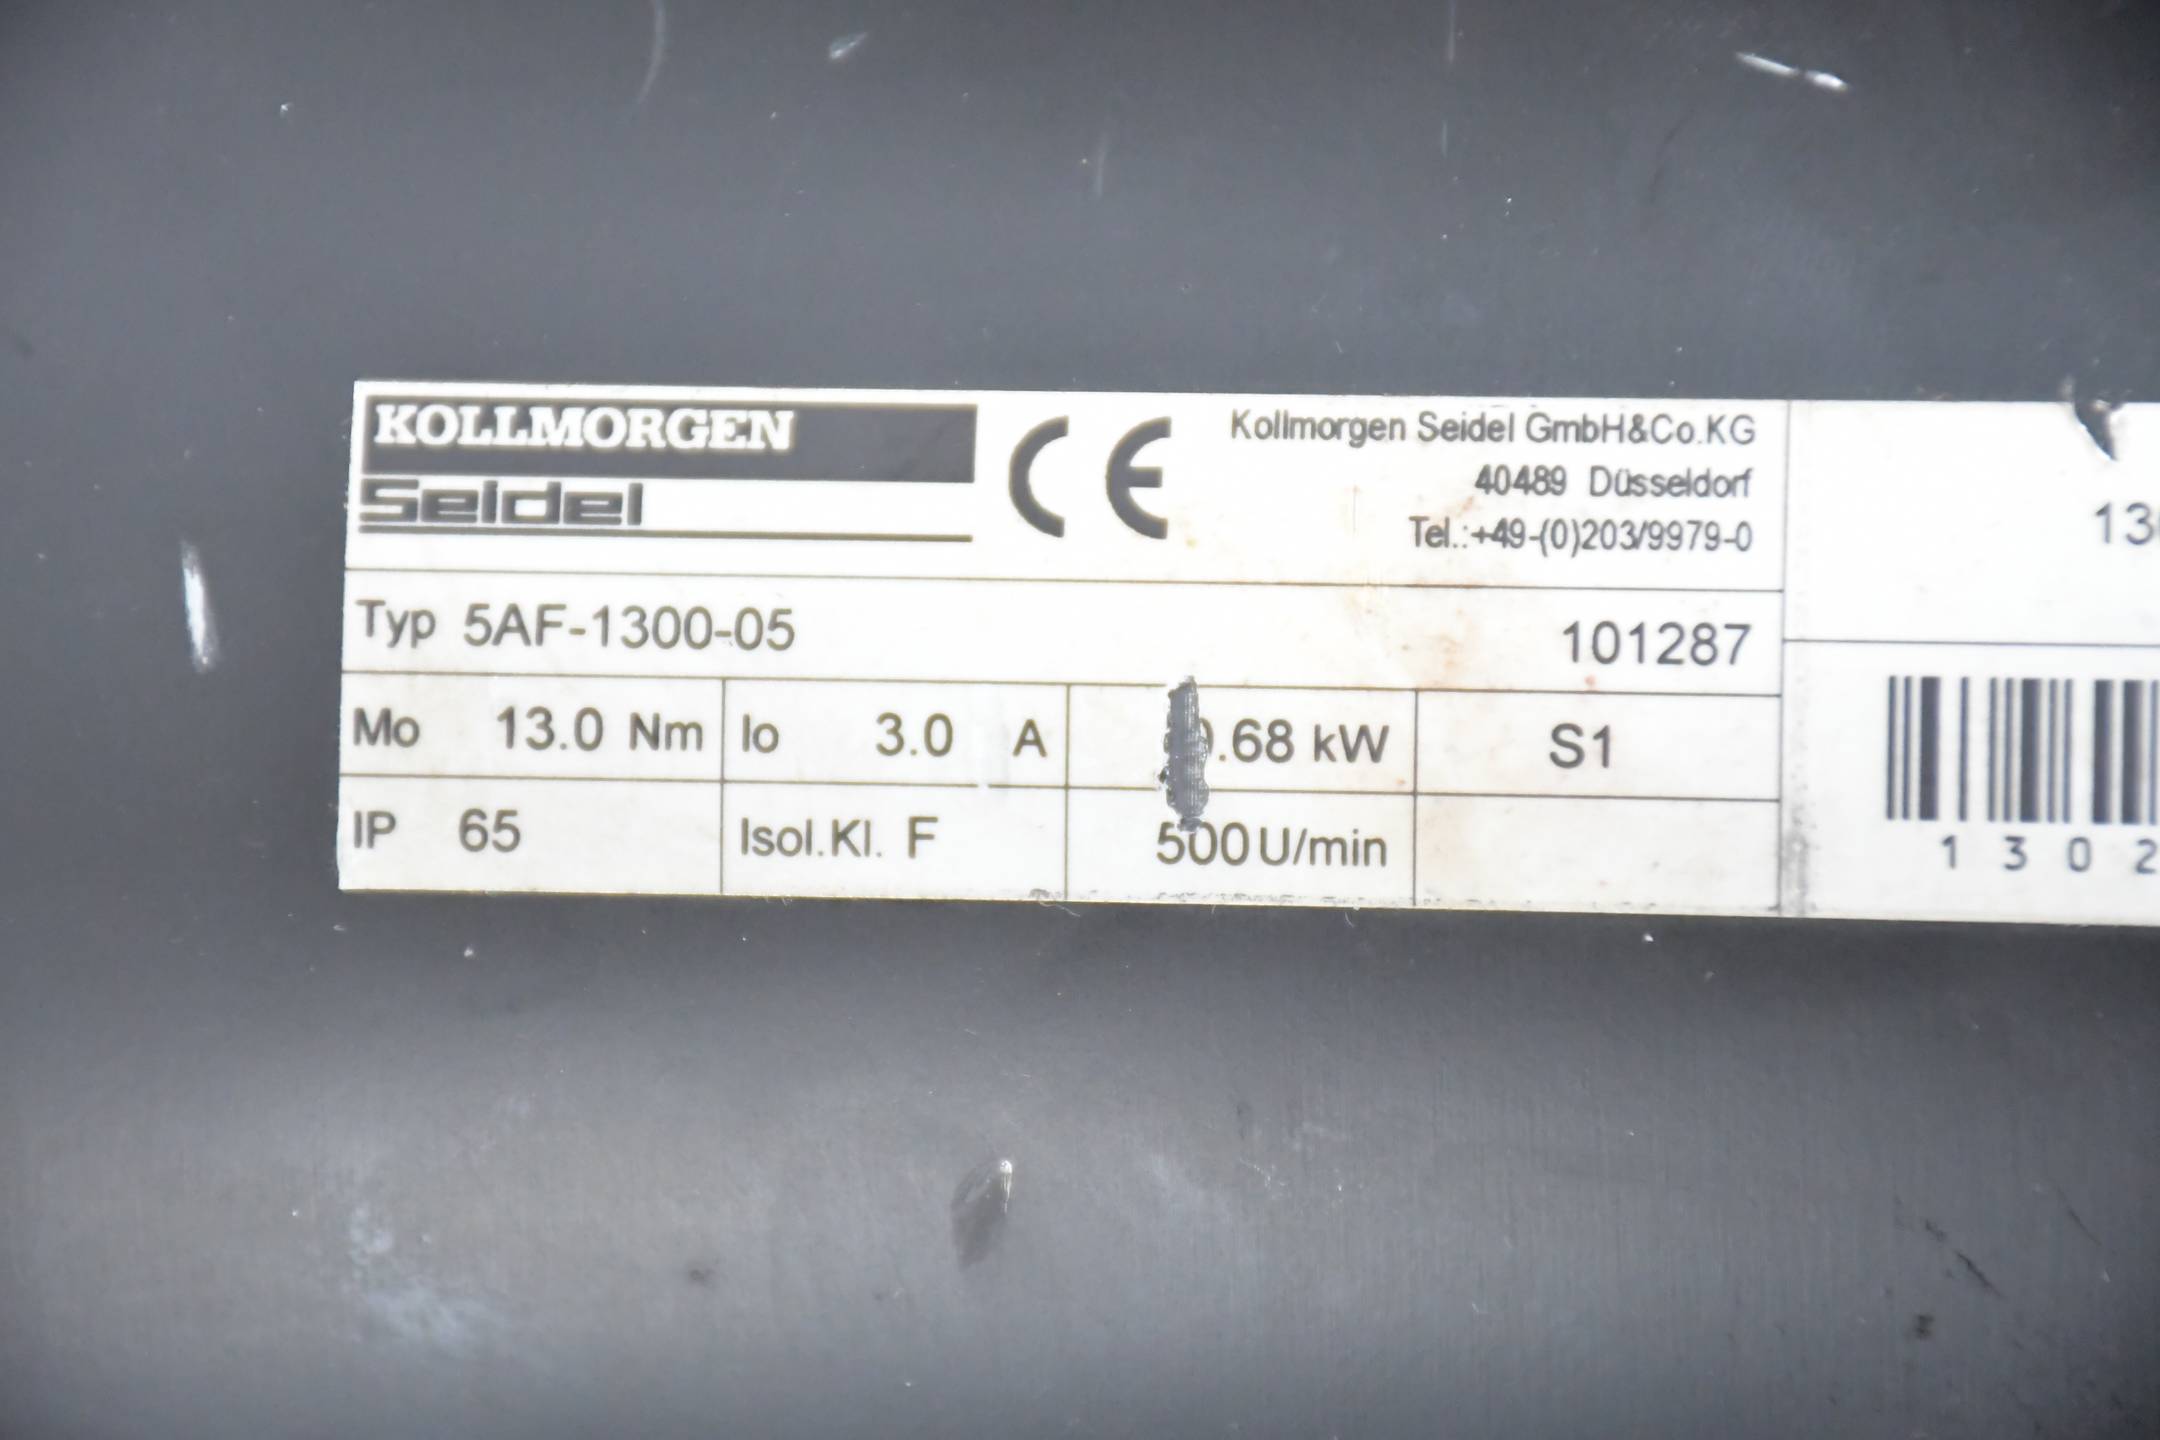 KOLLMORGEN
Seidel
CE
Kollmorgen Seidel GmbH&Co.KG
40489 Düsseldorf
Tel.:+49-(0)203/9979-0
Typ 5AF-1300-05 101287
Mo 13.0 Nm Io 3.0 A .68 kW S1
IP 65 Isol.Kl. F 500U/min
1302